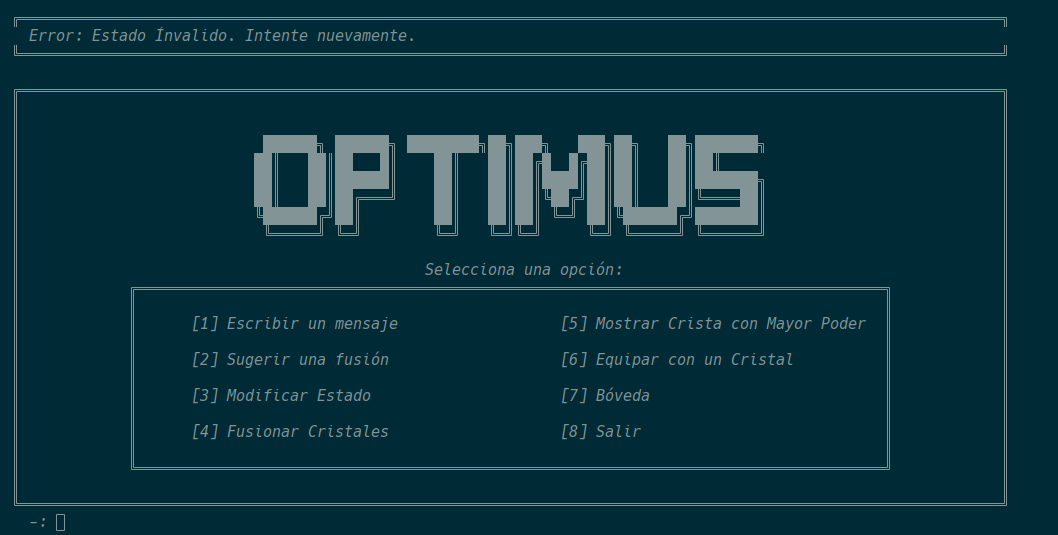 Error: Estado Ínvalido. Intente nuevamente.
OPTIMUS
Selecciona una opción:
[1] Escribir un mensaje
[2] Sugerir una fusión
[3] Modificar Estado
[4] Fusionar Cristales
[5] Mostrar Crista con Mayor Poder
[6] Equipar con un Cristal
[7] Bóveda
[8] Salir
-: